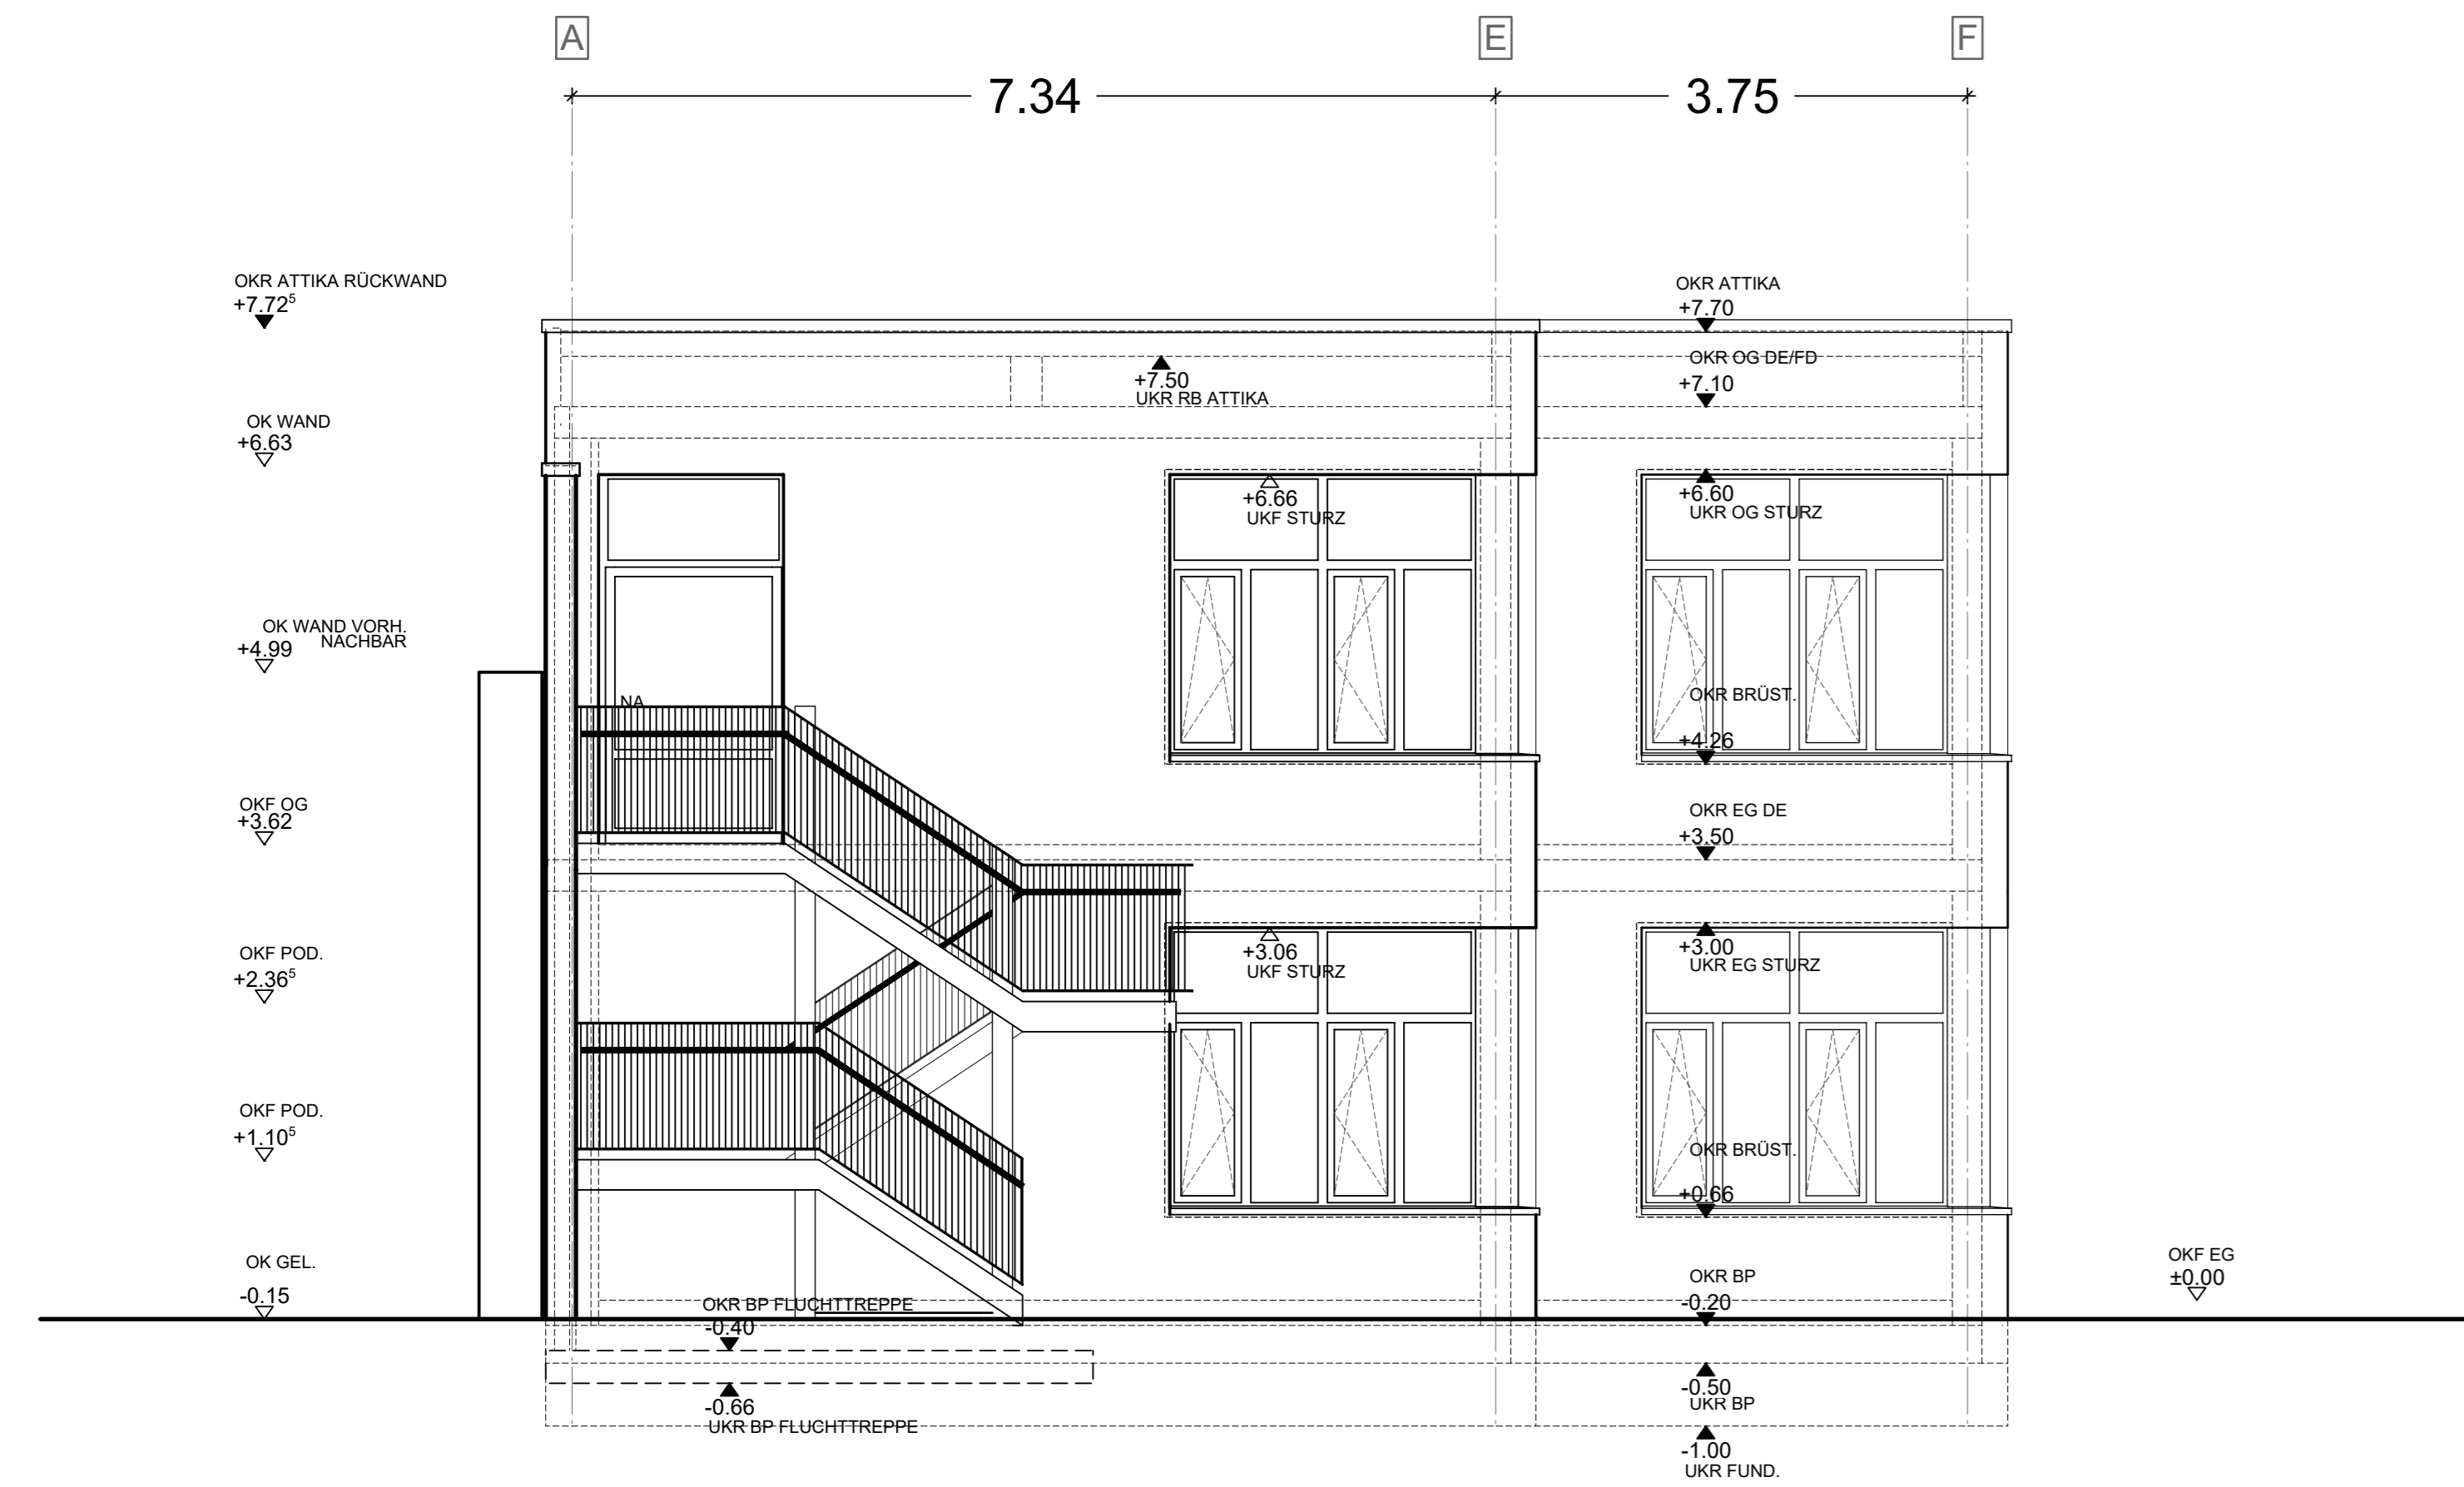 A
E
F
7.34
3.75
OKR ATTIKA RÜCKWAND
+7.72⁵
OKR ATTIKA
+7.70
OKR OG DE/FD
+7.10
+7.50
UKR RB ATTIKA
OK WAND
+6.63
+6.66
UKF STURZ
+6.60
UKR OG STURZ
OK WAND VORH.
NACHBAR
+4.99
NA
OKR BRÜST.
+4.26
OKF OG
+3.62
OKR EG DE
+3.50
OKF POD.
+2.36⁵
+3.06
UKF STURZ
+3.00
UKR EG STURZ
OKF POD.
+1.10⁵
OKR BRÜST.
+0.66
OK GEL.
-0.15
OKF EG
±0.00
OKR BP FLUCHTTREPPE
-0.40
OKR BP
-0.20
-0.66
UKR BP FLUCHTTREPPE
-0.50
UKR BP
-1.00
UKR FUND.